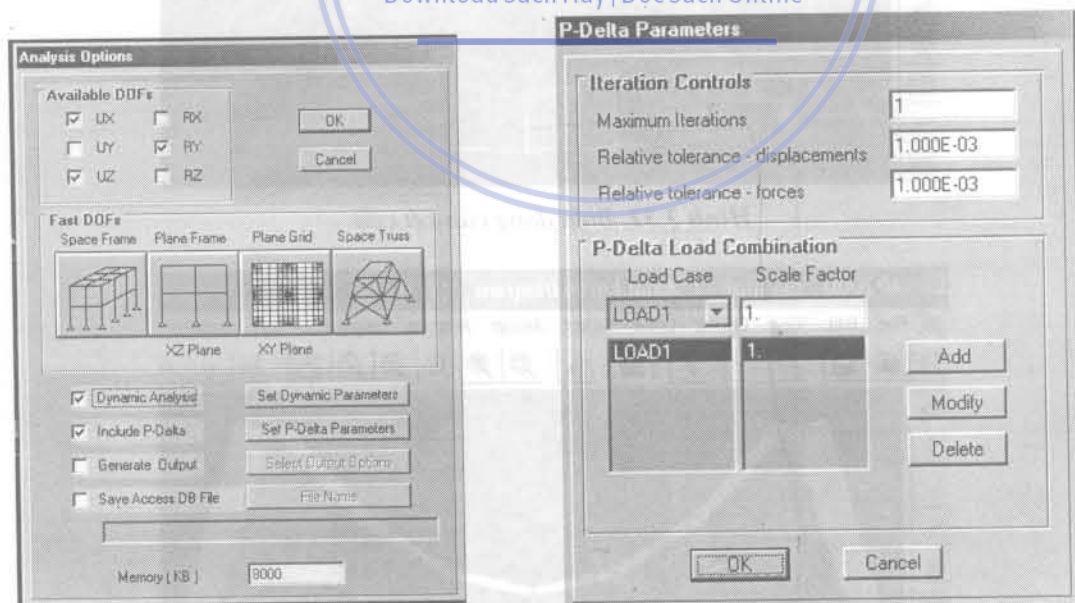 Download Sách Hay | Đọc Sách Online
Analysis Options
Available DOFs
UX RX
UY RY
UZ RZ
OK
Cancel
Fast DOFs
Space Frame Plane Frame Plane Grid Space Truss
XZ Plane XY Plane
Dynamic Analysis Set Dynamic Parameters
Include P-Delta Set P-Delta Parameters
Generate Output Select Output Options
Save Access DB File File Name
Memory (KB) 8000
P-Delta Parameters
Iteration Controls
Maximum Iterations 1
Relative tolerance - displacements 1.000E-03
Relative tolerance - forces 1.000E-03
P-Delta Load Combination
Load Case Scale Factor
LOAD1 1.
LOAD1 1.
Add
Modify
Delete
OK Cancel